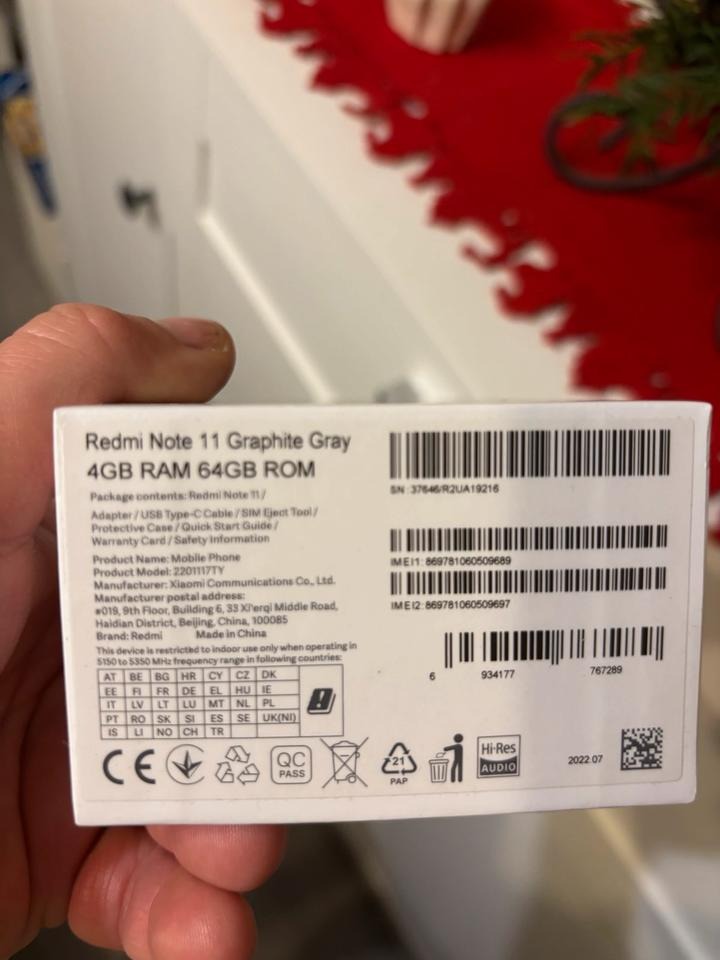 Redmi Note 11 Graphite Gray
4GB RAM 64GB ROM
Package contents: Redmi Note 11 /
Adapter / USB Type-C Cable / SIM Eject Tool /
Protective Case / Quick Start Guide /
Warranty Card / Safety Information
Product Name: Mobile Phone
Product Model: 2201117TY
Manufacturer: Xiaomi Communications Co., Ltd.
Manufacturer postal address:
#019, 9th Floor, Building 6, 33 Xi'erqi Middle Road,
Haidian District, Beijing, China, 100085
Brand: Redmi Made in China
This device is restricted to indoor use only when operating in
5150 to 5350 MHz frequency range in following countries:
AT BE BG HR CY CZ DK
EE FI FR DE EL HU IE
IT LV LT LU MT NL PL
PT RO SK SI ES SE UK(NI)
IS LI NO CH TR
SN: 37646/R2UA19216
IMEI1: 869781060509689
IMEI2: 869781060509697
6 934177 767289
CE
QC
PASS
21
PAP
Hi-Res
AUDIO
2022.07